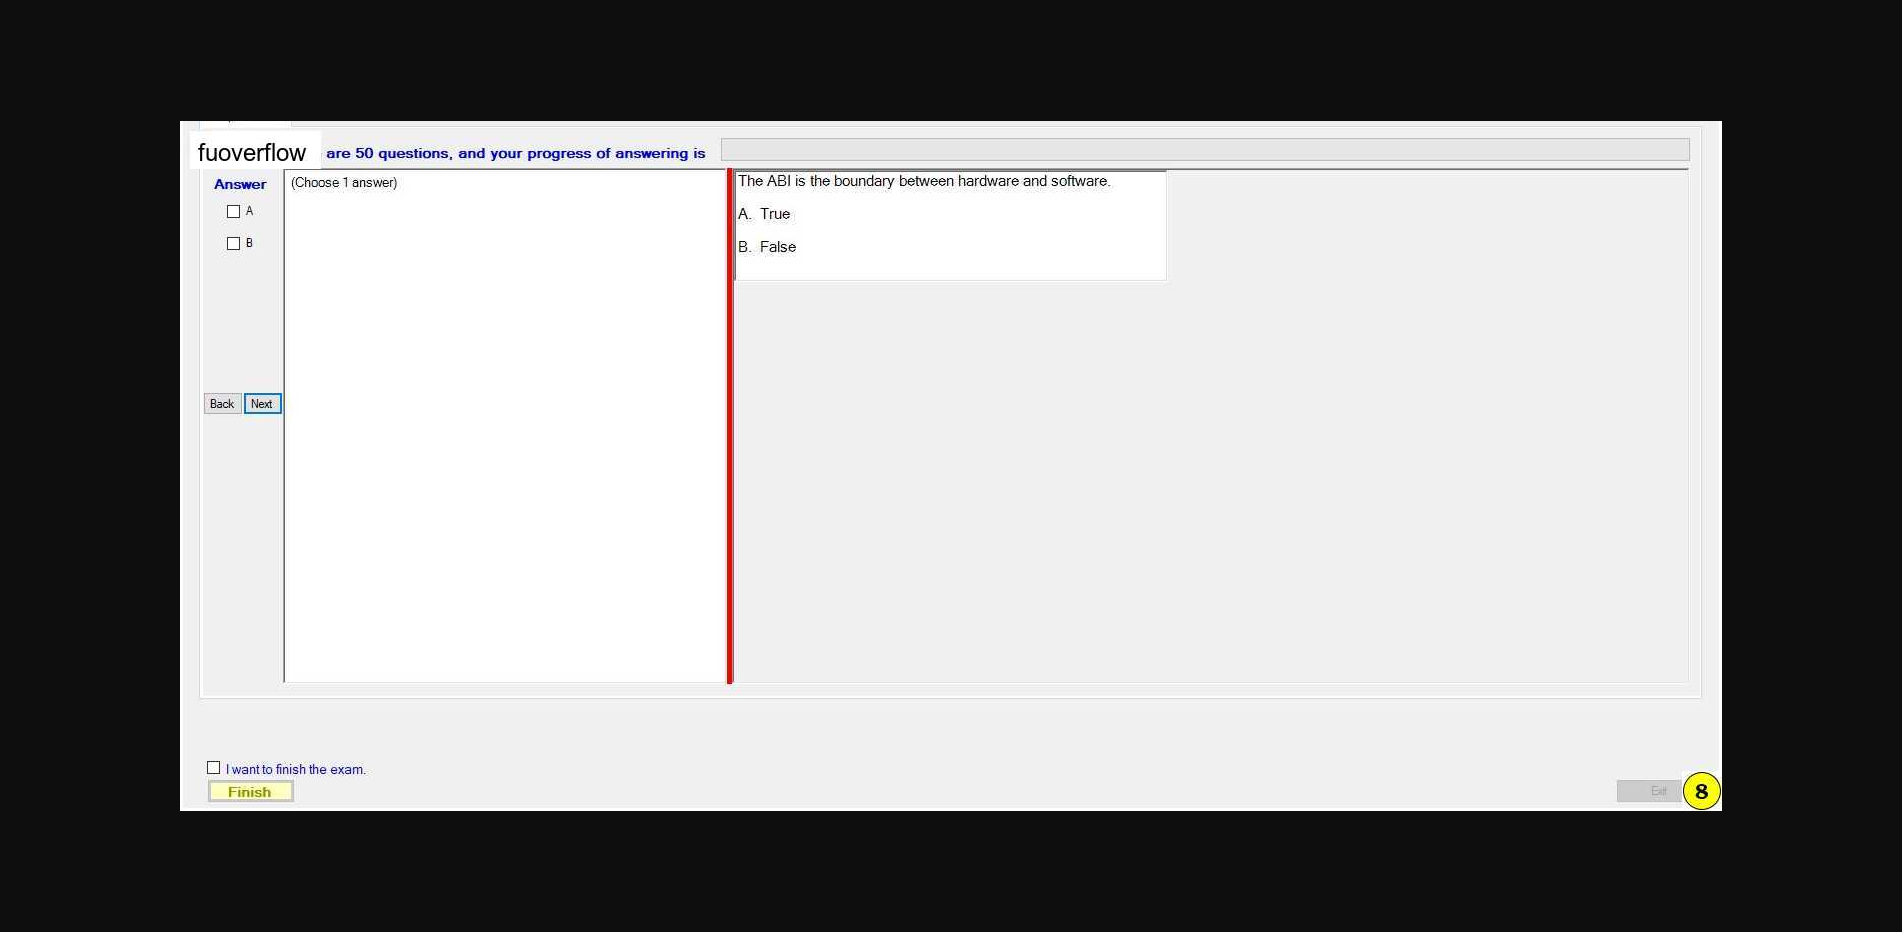 fuoverflow are 50 questions, and your progress of answering is
Answer
A
B
Back Next
(Choose 1 answer)
The ABI is the boundary between hardware and software.
A. True
B. False
I want to finish the exam.
Finish
Exit
8